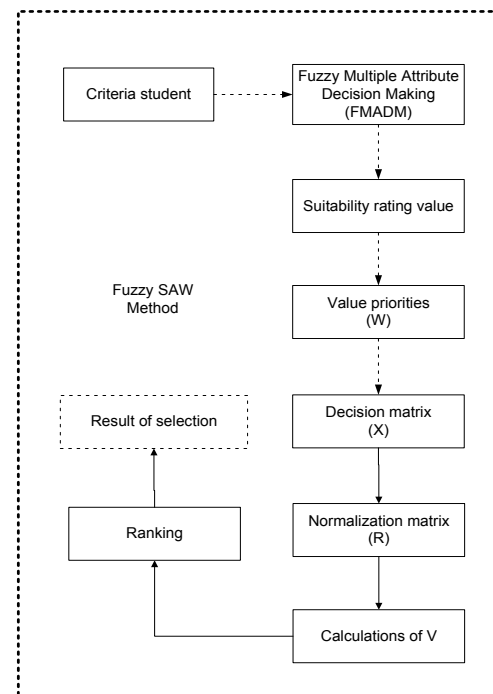 Criteria student
Fuzzy Multiple Attribute
Decision Making
(FMADM)
Suitability rating value
Fuzzy SAW
Method
Value priorities
(W)
Decision matrix
(X)
Result of selection
Normalization matrix
(R)
Ranking
Calculations of V